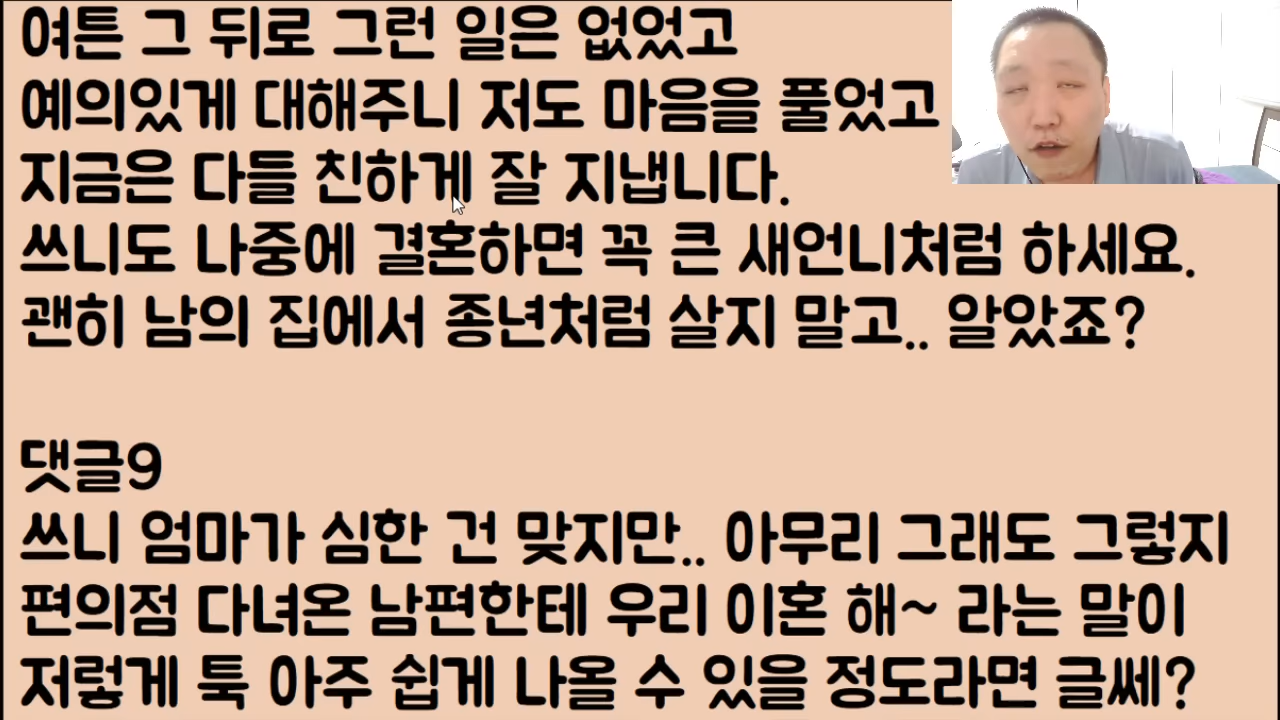 여튼 그 뒤로 그런 일은 없었고
예의있게 대해주니 저도 마음을 풀었고
지금은 다들 친하게 잘 지냅니다.
쓰니도 나중에 결혼하면 꼭 큰 새언니처럼 하세요.
괜히 남의 집에서 종년처럼 살지 말고.. 알았죠?
댓글9
쓰니 엄마가 심한 건 맞지만.. 아무리 그래도 그렇지
편의점 다녀온 남편한테 우리 이혼 해~ 라는 말이
저렇게 툭 아주 쉽게 나올 수 있을 정도라면 글쎄?